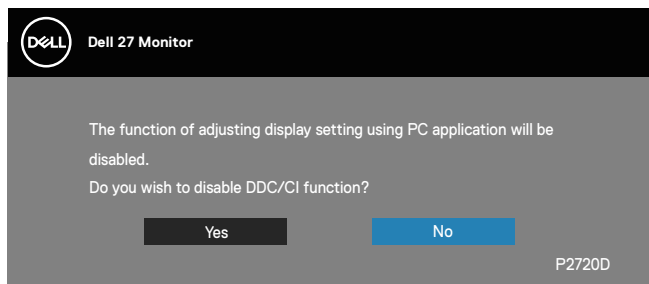 DELL
Dell 27 Monitor
The function of adjusting display setting using PC application will be
disabled.
Do you wish to disable DDC/CI function?
Yes No
P2720D